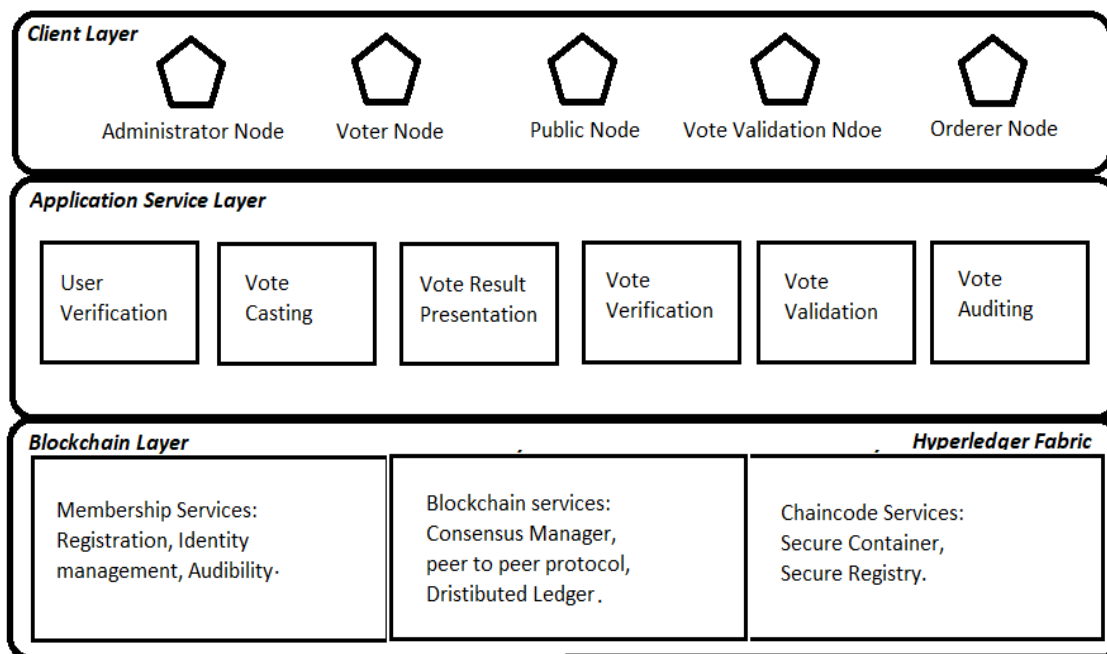 Client Layer
Administrator Node
Voter Node
Public Node
Vote Validation Ndoe
Orderer Node
Application Service Layer
User
Verification
Vote
Casting
Vote Result
Presentation
Vote
Verification
Vote
Validation
Vote
Auditing
Blockchain Layer
Hyperledger Fabric
Membership Services:
Registration, Identity
management, Audibility.
Blockchain services:
Consensus Manager,
peer to peer protocol,
Dristibuted Ledger.
Chaincode Services:
Secure Container,
Secure Registry.